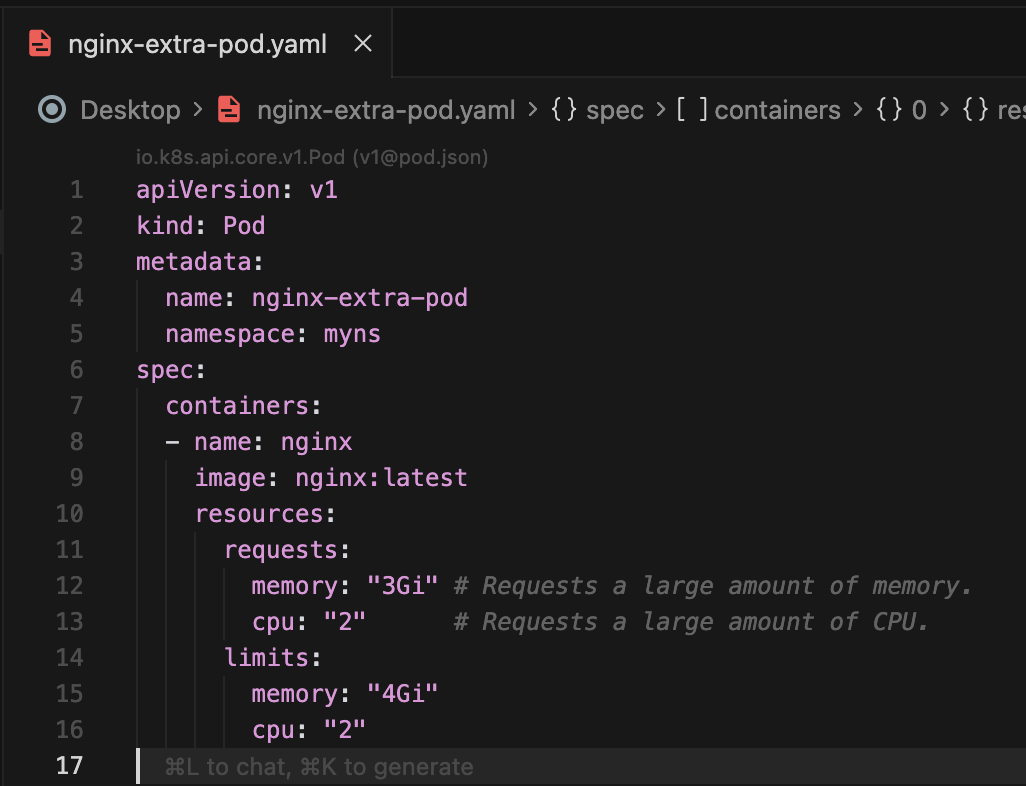 nginx-extra-pod.yaml
Desktop > nginx-extra-pod.yaml > {} spec > [ ] containers > {} 0 > {} res
io.k8s.api.core.v1.Pod (v1@pod.json)
1 apiVersion: v1
2 kind: Pod
3 metadata:
4   name: nginx-extra-pod
5   namespace: myns
6 spec:
7   containers:
8   - name: nginx
9     image: nginx:latest
10     resources:
11       requests:
12         memory: "3Gi" # Requests a large amount of memory.
13         cpu: "2"      # Requests a large amount of CPU.
14       limits:
15         memory: "4Gi"
16         cpu: "2"
17   ⌘L to chat, ⌘K to generate